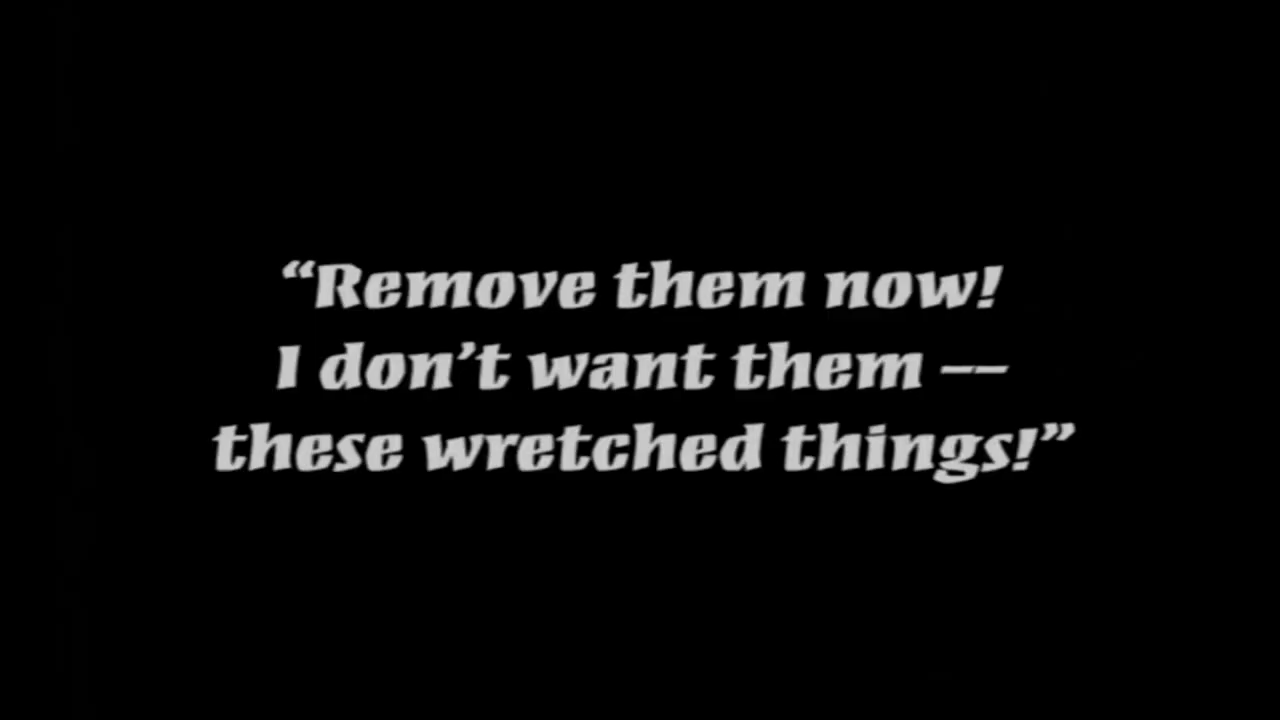 “Remove them now!
I don’t want them —
these wretched things!”